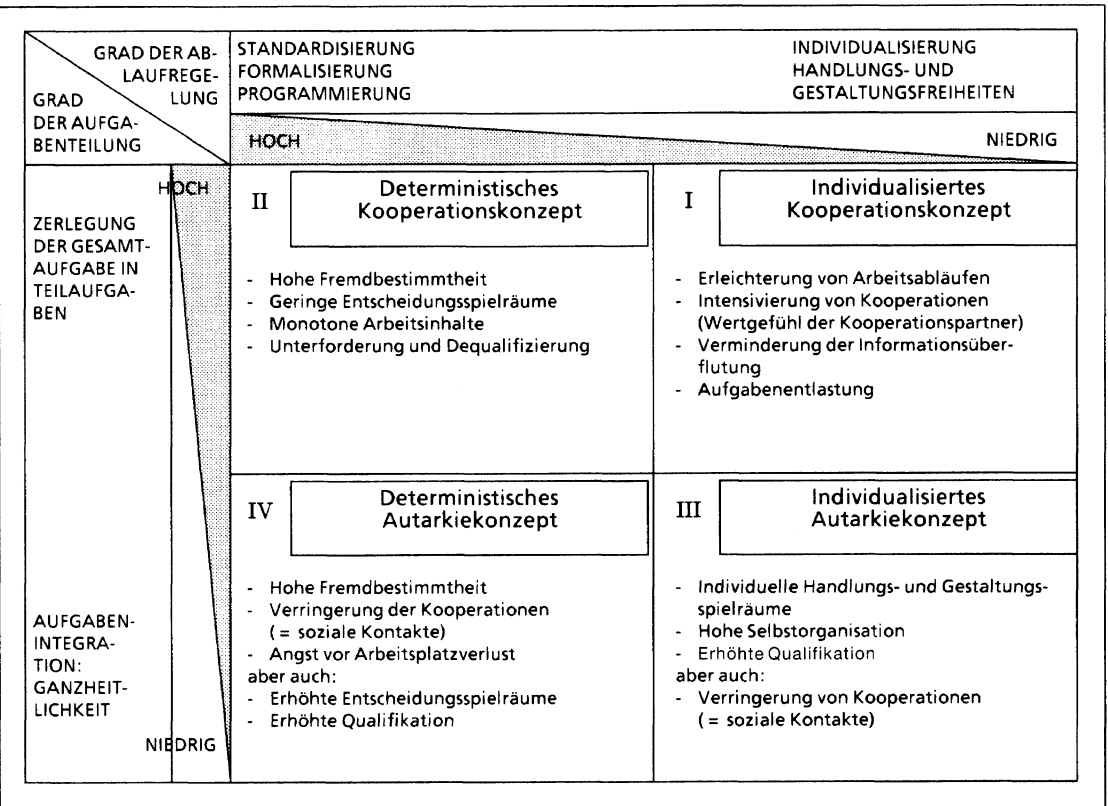 GRAD DER AB-
LAUFREGE-
LUNG
GRAD
DER AUFGA-
BENTEILUNG
STANDARDISIERUNG
FORMALISIERUNG
PROGRAMMIERUNG
INDIVIDUALISIERUNG
HANDLUNGS- UND
GESTALTUNGSFREIHEITEN
HOCH
NIEDRIG
HOCH
ZERLEGUNG
DER GESAMT-
AUFGABE IN
TEILAUFGA-
BEN
II
Deterministisches
Kooperationskonzept
- Hohe Fremdbestimmtheit
- Geringe Entscheidungsspielräume
- Monotone Arbeitsinhalte
- Unterforderung und Dequalifizierung
I
Individualisiertes
Kooperationskonzept
- Erleichterung von Arbeitsabläufen
- Intensivierung von Kooperationen
(Wertgefühl der Kooperationspartner)
- Verminderung der Informationsüber-
flutung
- Aufgabenentlastung
AUFGABEN-
INTEGRA-
TION:
GANZHEIT-
LICHKEIT
NIEDRIG
IV
Deterministisches
Autarkiekonzept
- Hohe Fremdbestimmtheit
- Verringerung der Kooperationen
( = soziale Kontakte)
- Angst vor Arbeitsplatzverlust
aber auch:
- Erhöhte Entscheidungsspielräume
- Erhöhte Qualifikation
III
Individualisiertes
Autarkiekonzept
- Individuelle Handlungs- und Gestaltungs-
spielräume
- Hohe Selbstorganisation
- Erhöhte Qualifikation
aber auch:
- Verringerung von Kooperationen
( = soziale Kontakte)